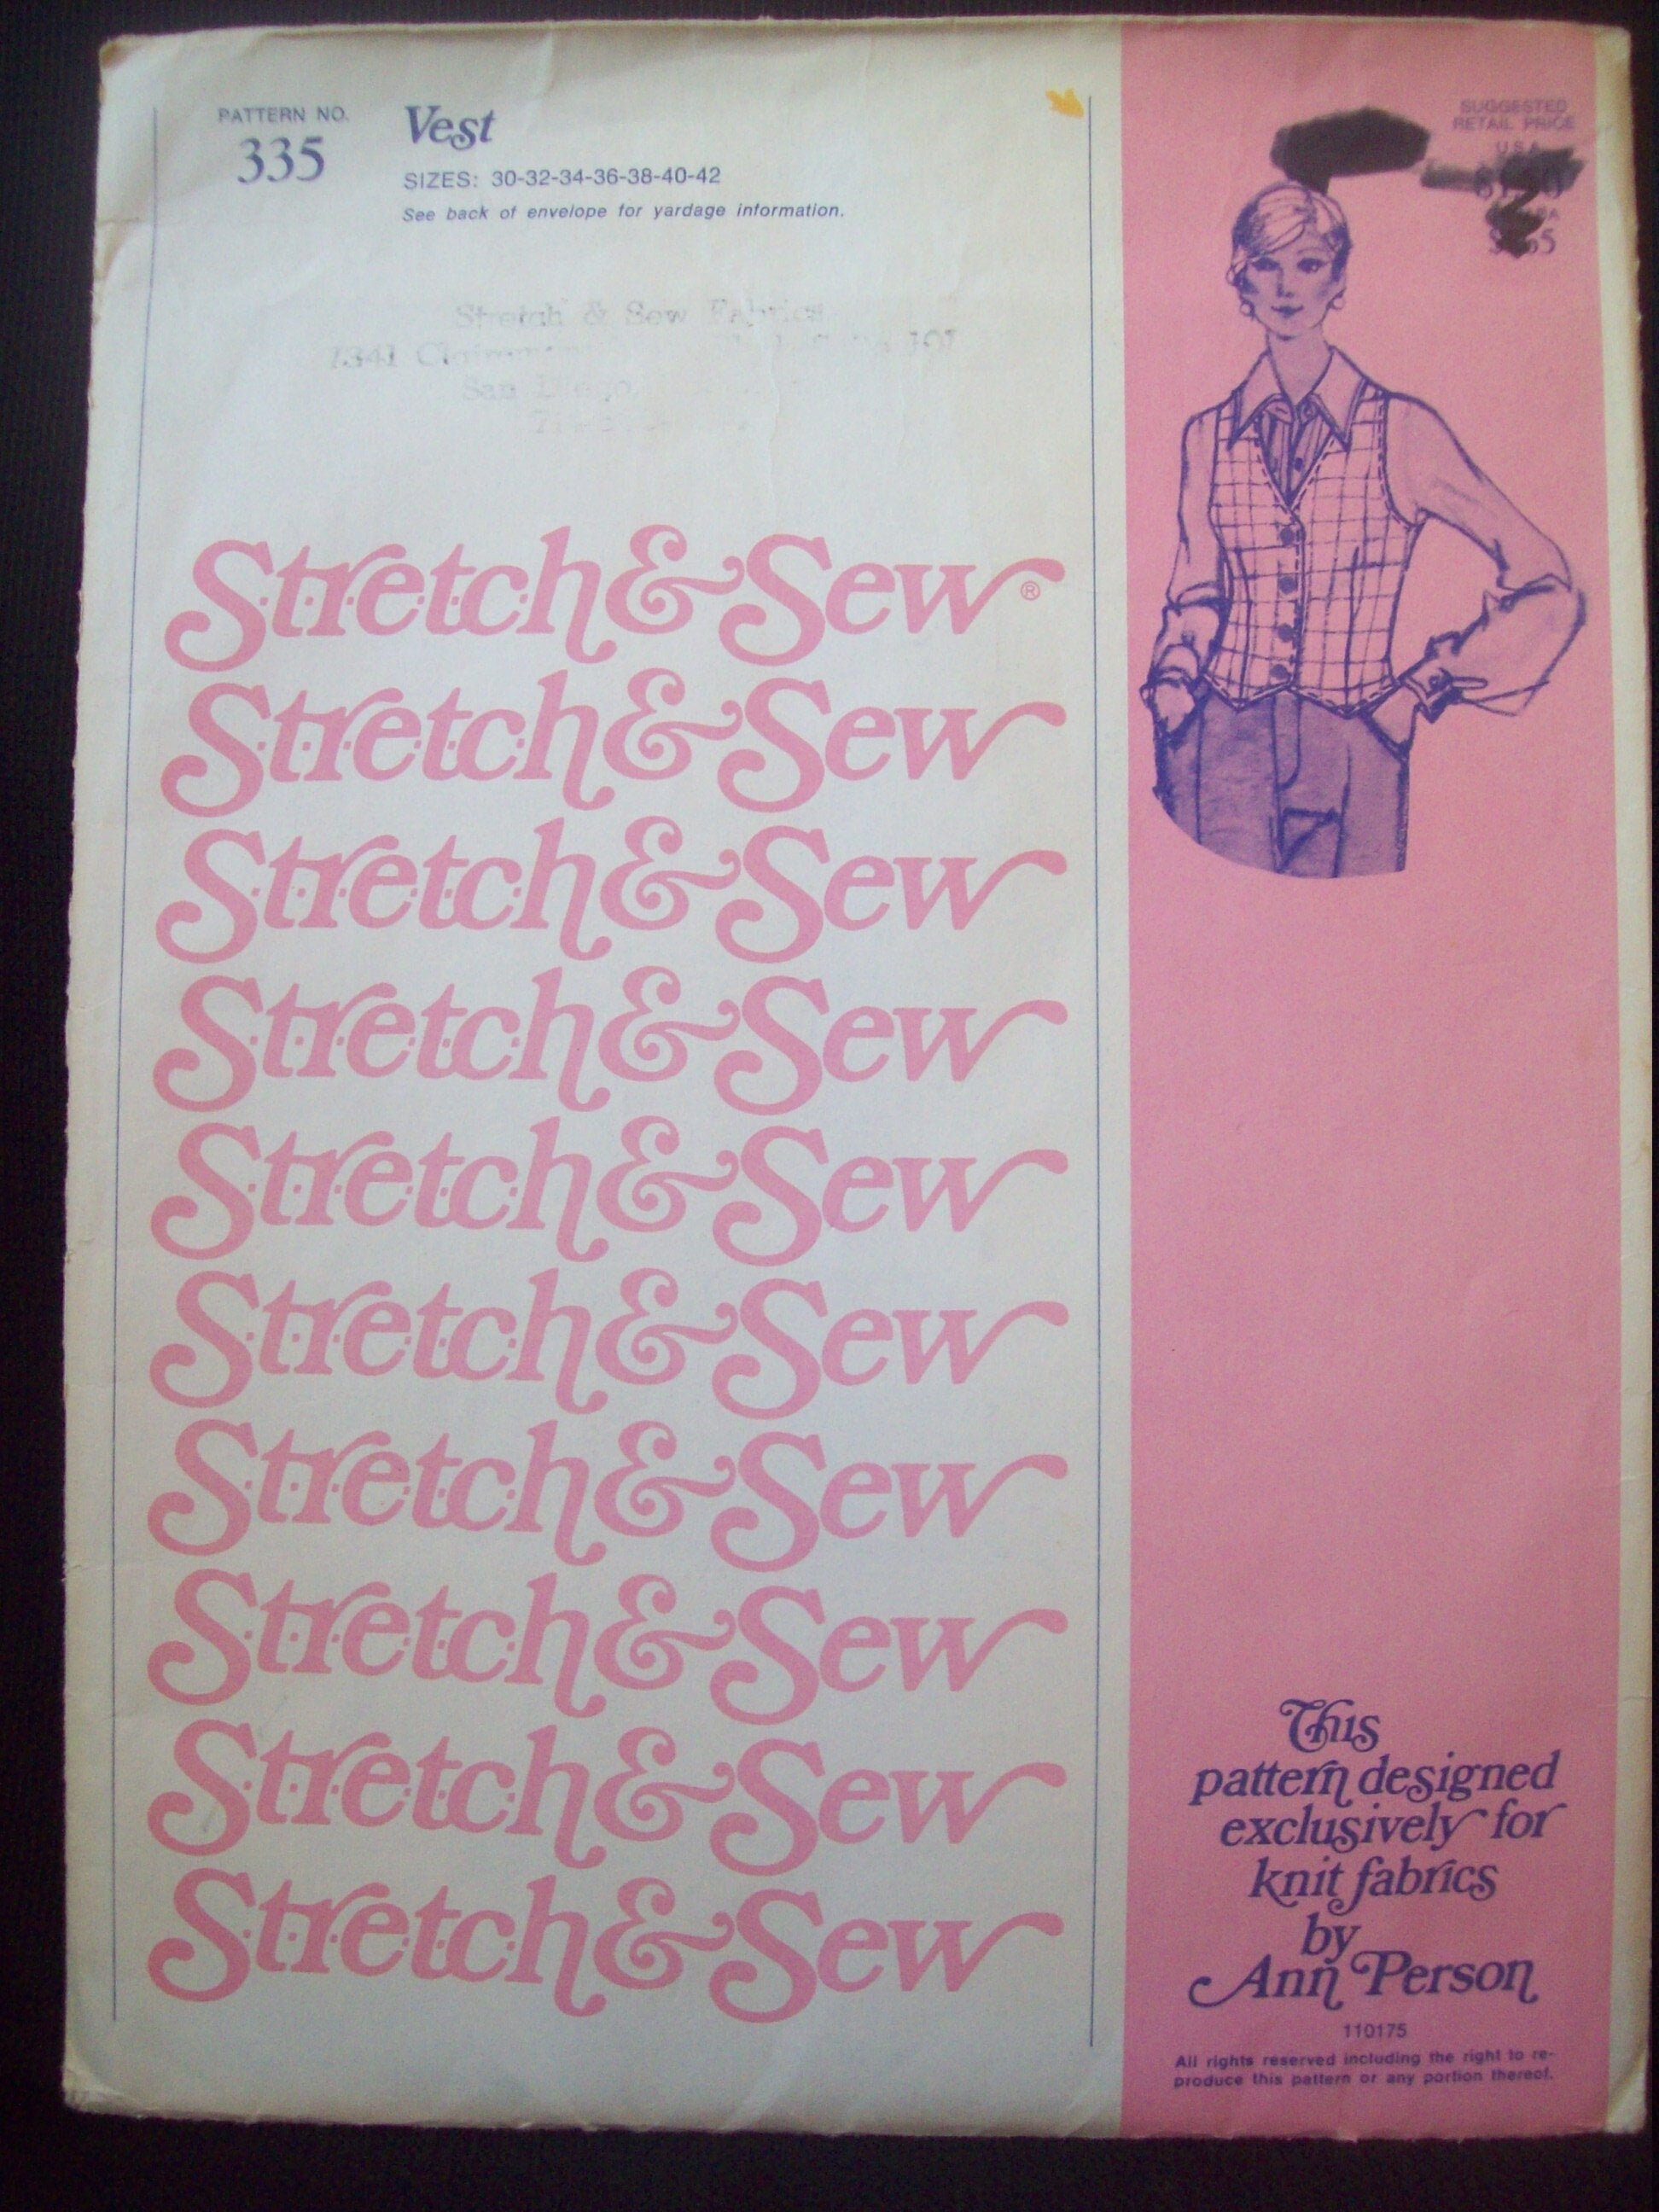 PATTERN NO.
335
Vest
SIZES: 30-32-34-36-38-40-42
See back of envelope for yardage information.
Stretch & Sew Fabrics
7341
San Diego,
SUGGESTED
RETAIL PRICE
USA
Stretch & Sew®
Stretch & Sew
Stretch & Sew
Stretch & Sew
Stretch & Sew
Stretch & Sew
Stretch & Sew
Stretch & Sew
Stretch & Sew
Stretch & Sew
This
pattern designed
exclusively for
knit fabrics
by
Ann Person
110175
All rights reserved including the right to re-
produce this pattern or any portion thereof.